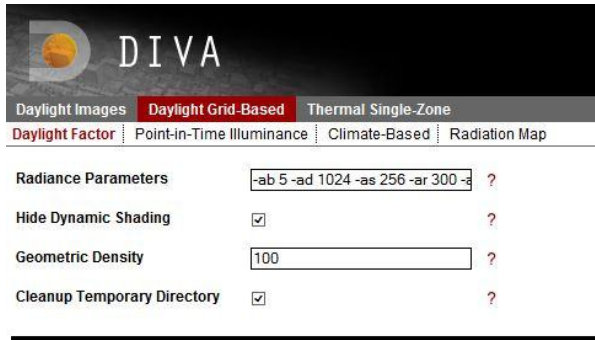 DIVA
Daylight Images Daylight Grid-Based Thermal Single-Zone
Daylight Factor Point-in-Time Illuminance Climate-Based Radiation Map
Radiance Parameters -ab 5 -ad 1024 -as 256 -ar 300 -a ?
Hide Dynamic Shading ?
Geometric Density 100 ?
Cleanup Temporary Directory ?